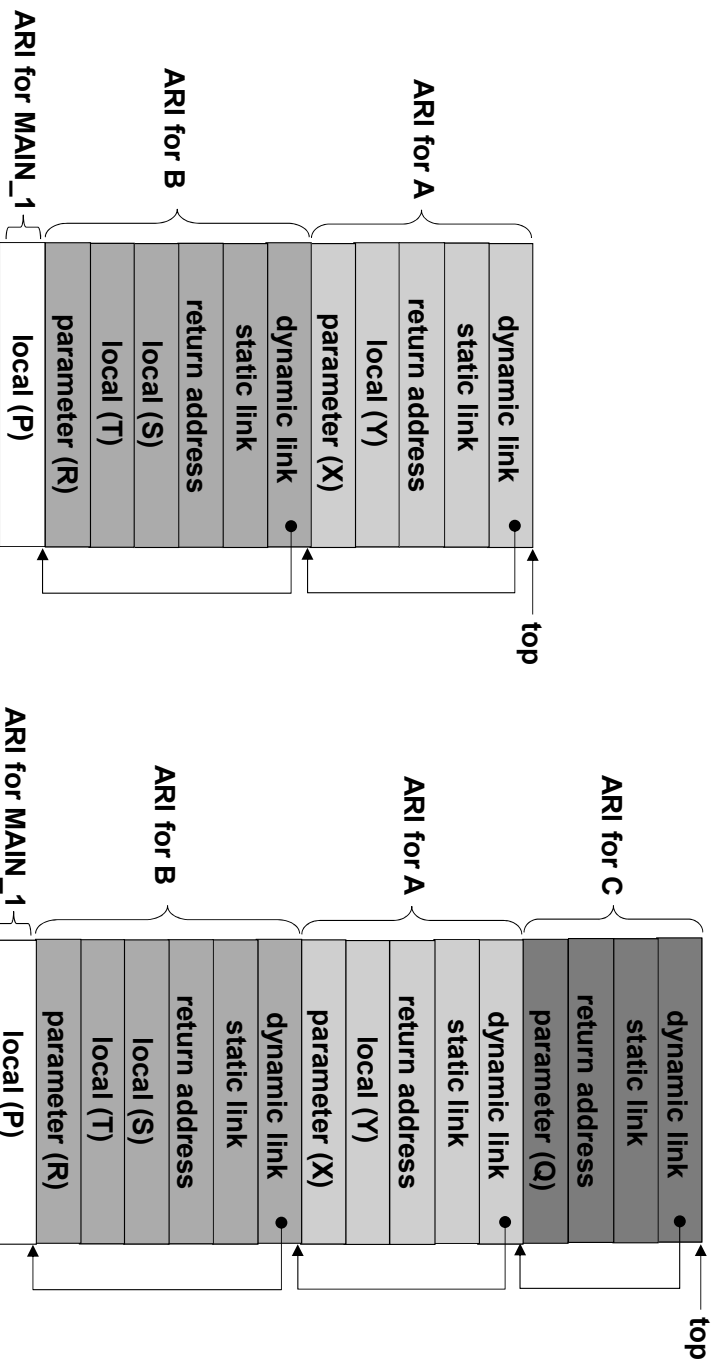 top
ARI for A
dynamic link
static link
return address
local (Y)
parameter (X)
ARI for B
dynamic link
static link
return address
local (S)
local (T)
parameter (R)
ARI for MAIN_1
local (P)
top
ARI for C
dynamic link
static link
return address
parameter (Q)
ARI for A
dynamic link
static link
return address
local (Y)
parameter (X)
ARI for B
dynamic link
static link
return address
local (S)
local (T)
parameter (R)
ARI for MAIN_1
local (P)